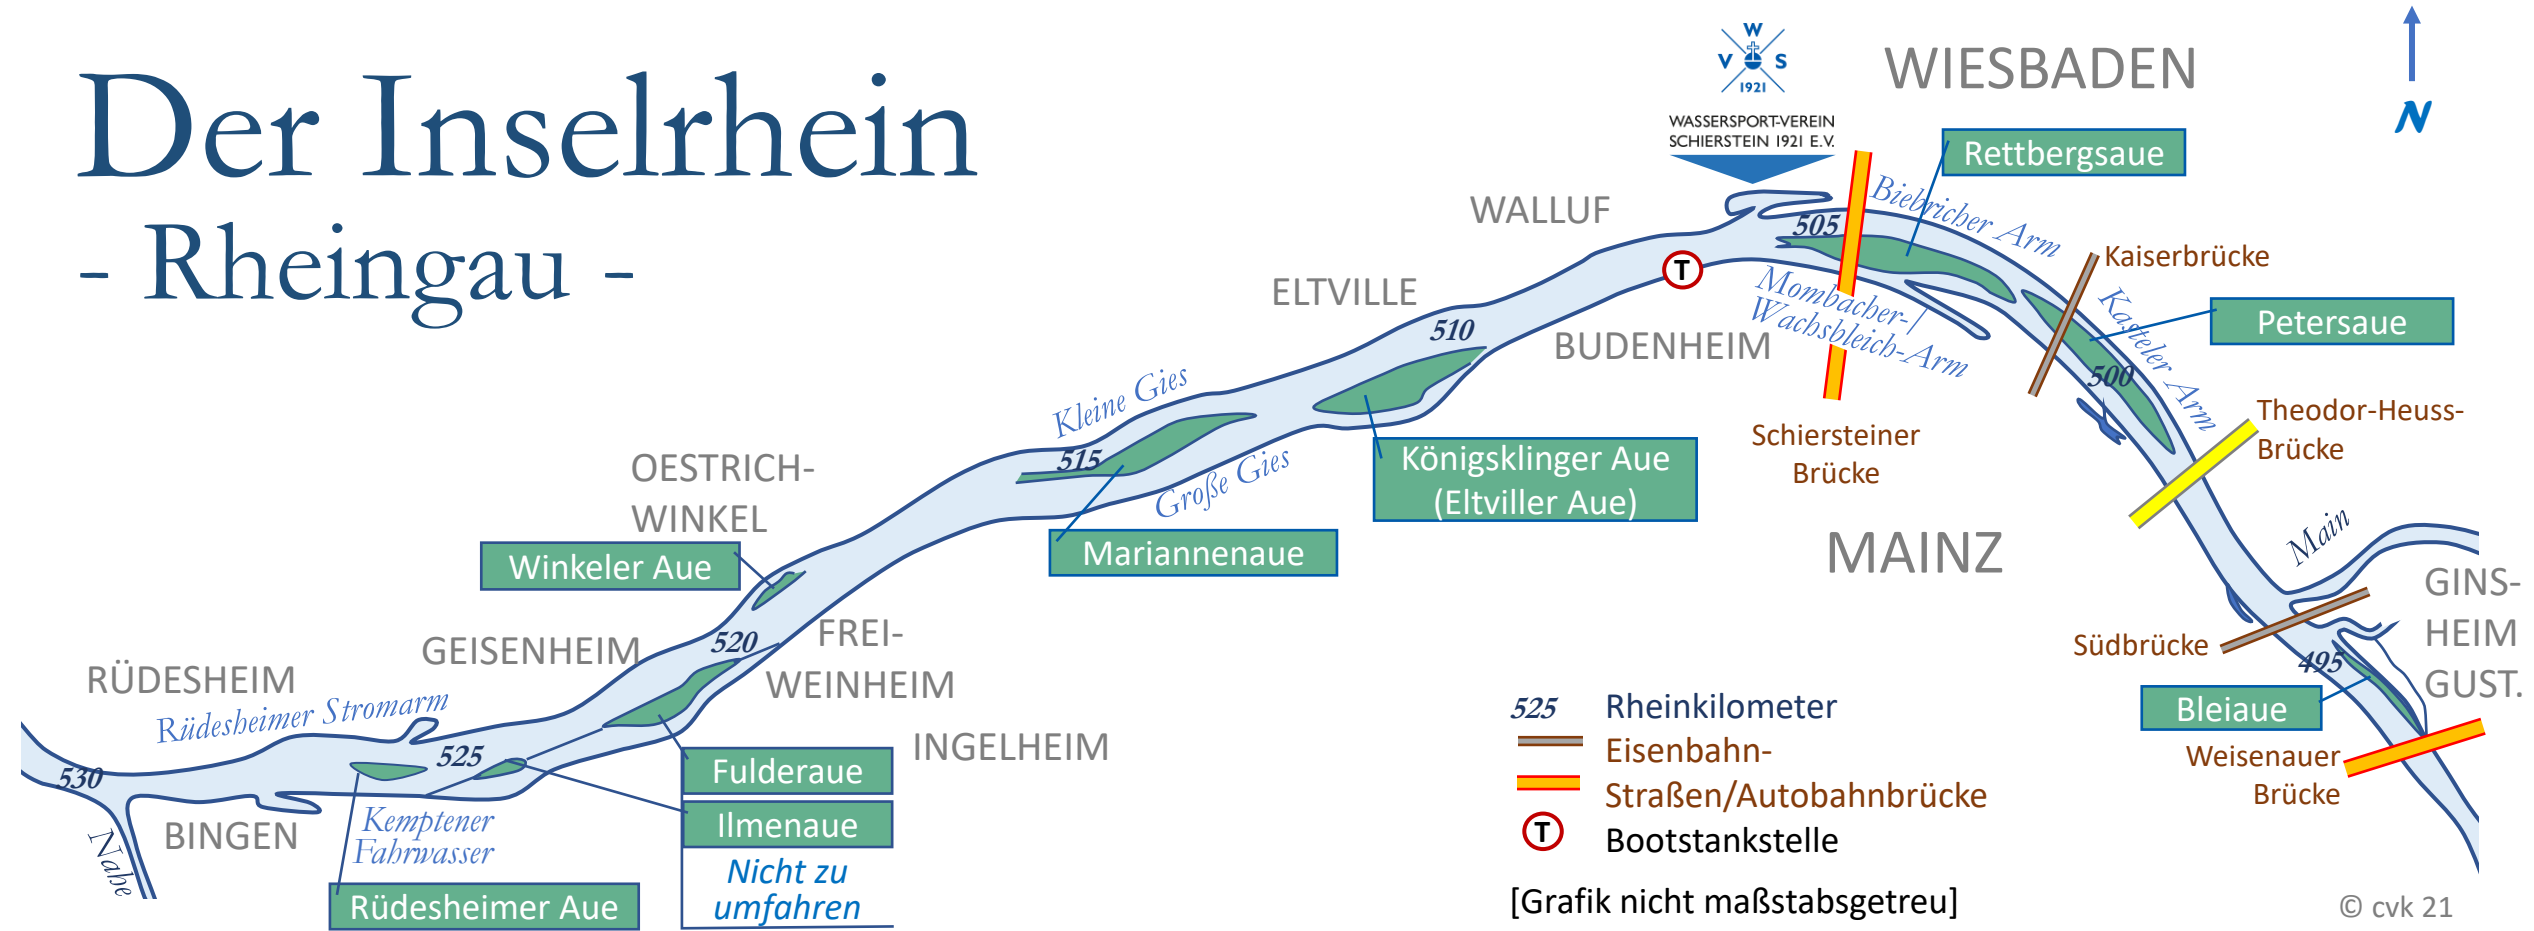 Der Inselrhein
- Rheingau -
W
V S
1921
WASSERSPORT-VEREIN
SCHIERSTEIN 1921 E.V.
WIESBADEN
N
Rettbergsaue
WALLUF
505
Biebricher Arm
Kaiserbrücke
T
ELTVILLE
Mombacher-/
Wachsbleich-Arm
Kasteler Arm
Petersaue
510
BUDENHEIM
500
Kleine Gies
Theodor-Heuss-
Brücke
Schiersteiner
Brücke
515
Große Gies
Königsklinger Aue
(Eltviller Aue)
OESTRICH-
WINKEL
Mariannenaue
MAINZ
Main
Winkeler Aue
GINS-
HEIM
GUST.
520
FREI-
WEINHEIM
GEISENHEIM
Südbrücke
495
RÜDESHEIM
Rüdesheimer Stromarm
Bleiaue
INGELHEIM
525
530
Weisenauer
Brücke
Fulderaue
Ilmenaue
Nicht zu
umfahren
Kemptener
Fahrwasser
BINGEN
Nahe
Rüdesheimer Aue
525 Rheinkilometer
Eisenbahn-
Straßen/Autobahnbrücke
T Bootstankstelle
[Grafik nicht maßstabsgetreu]
© cvk 21